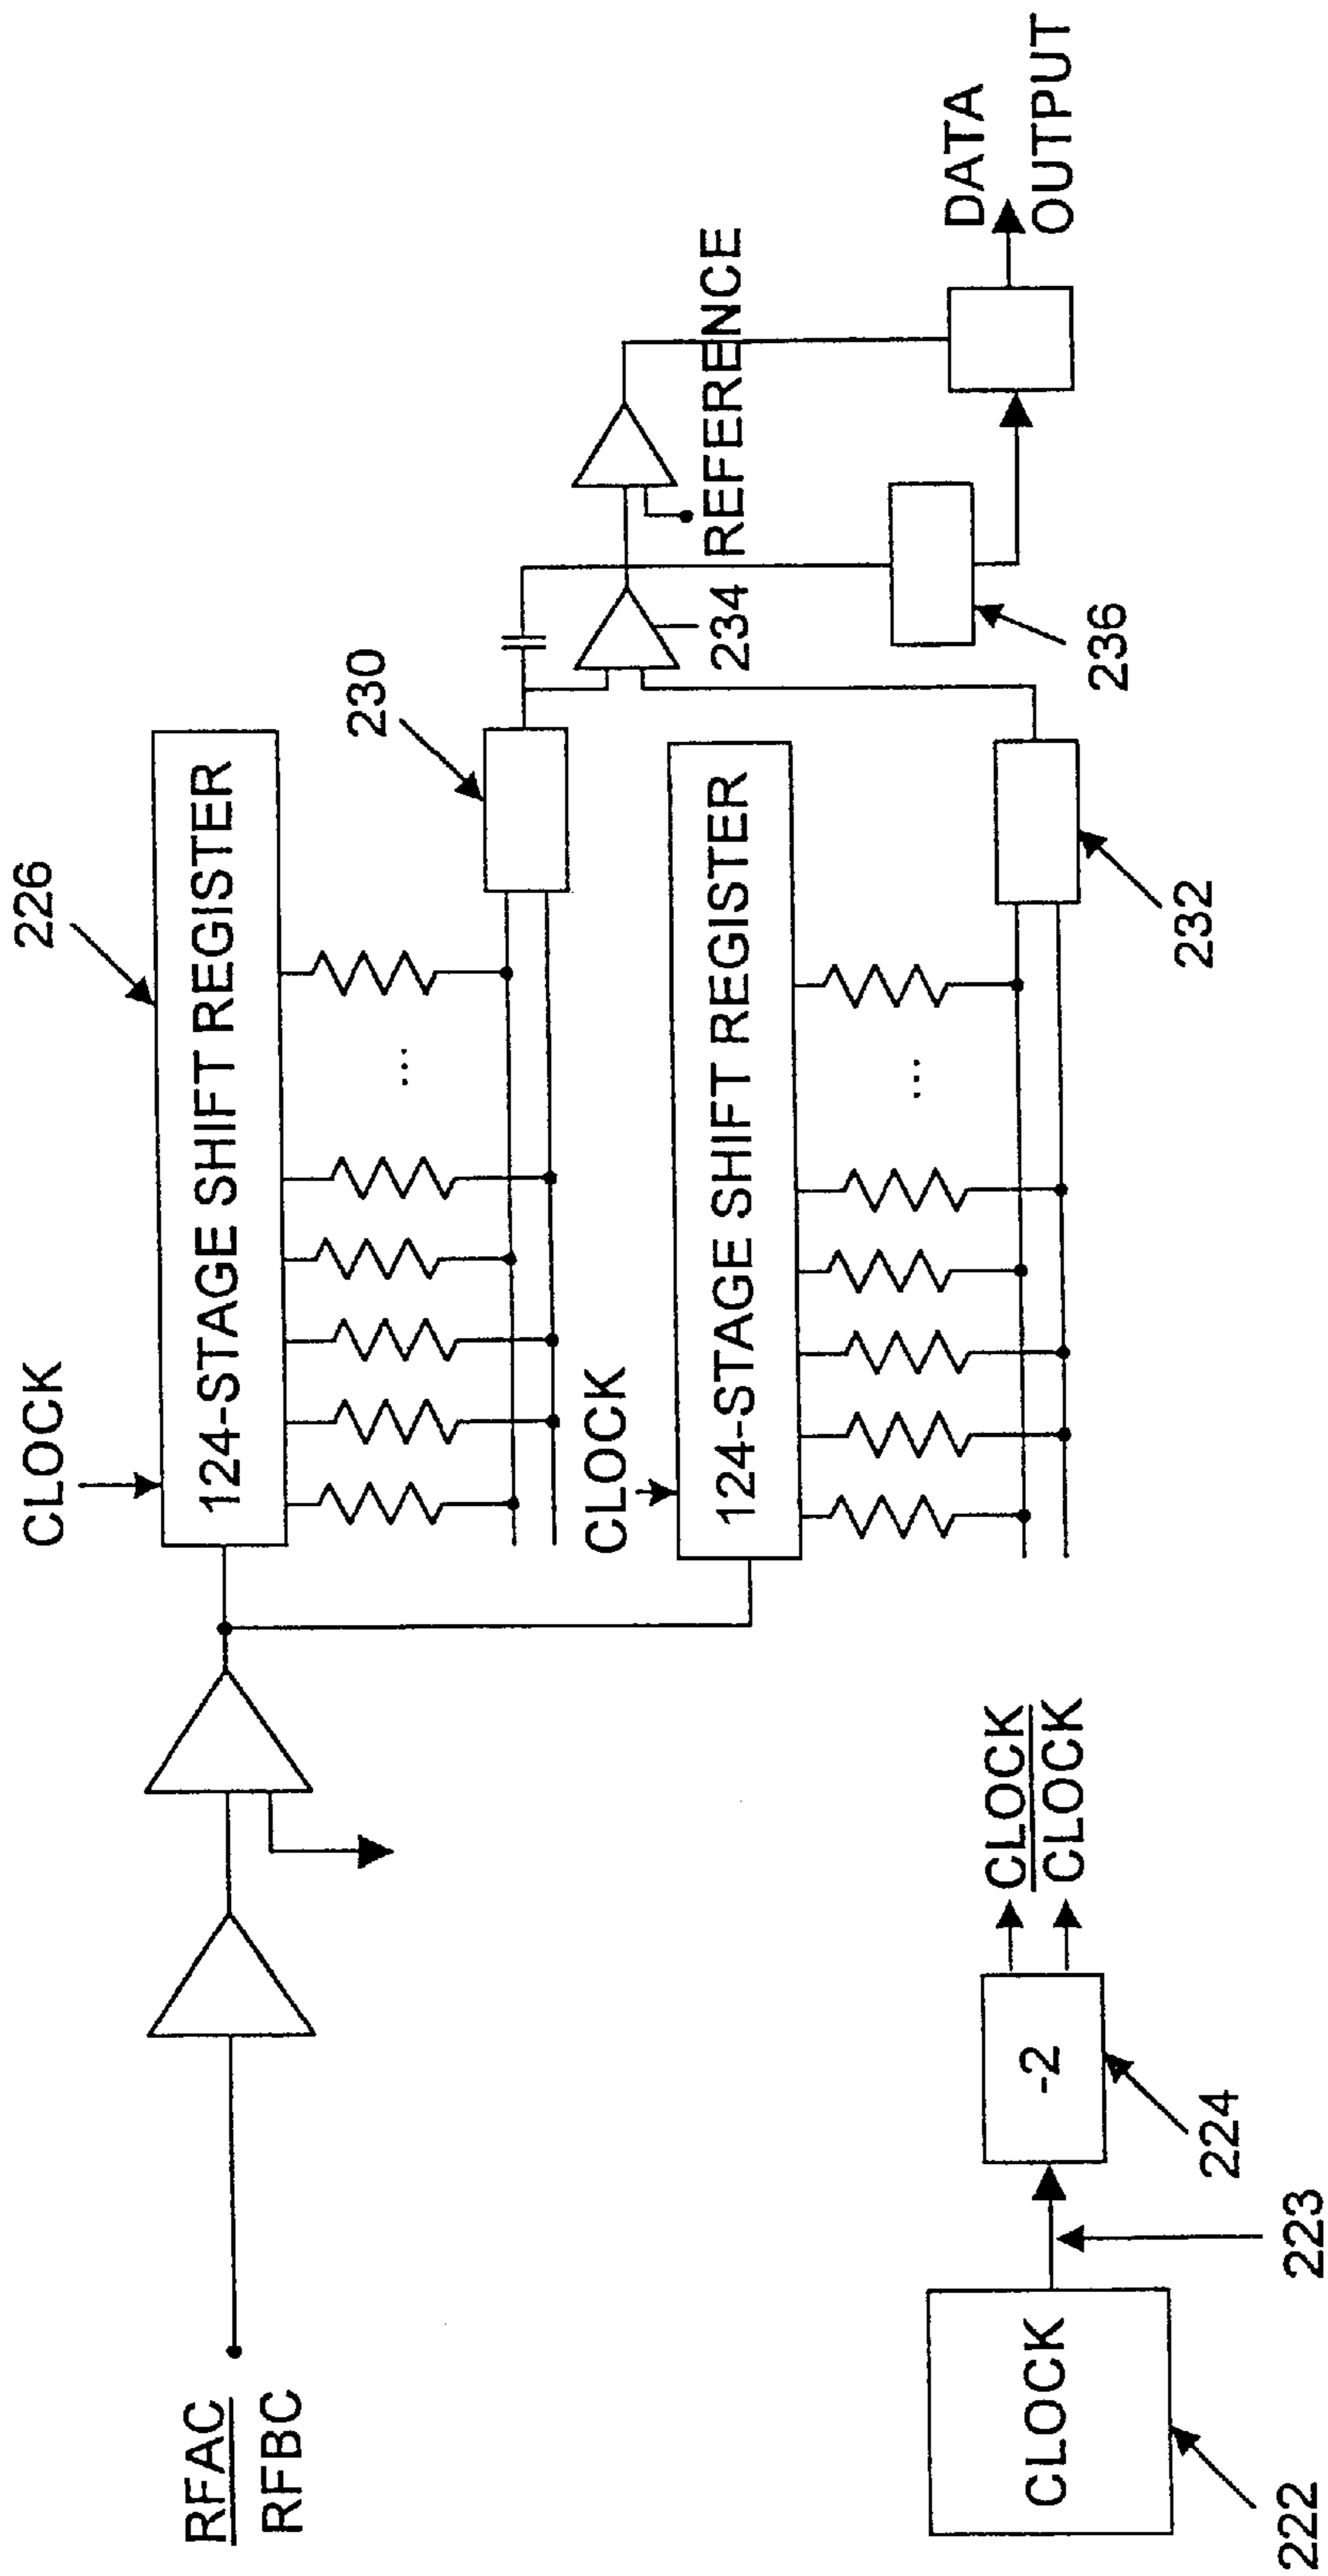 CLOCK
226
124-STAGE SHIFT REGISTER
RFAC
RFBC
...
230
CLOCK
124-STAGE SHIFT REGISTER
234
REFERENCE
...
DATA
OUTPUT
236
232
CLOCK
-2
CLOCK
CLOCK
222
223
224